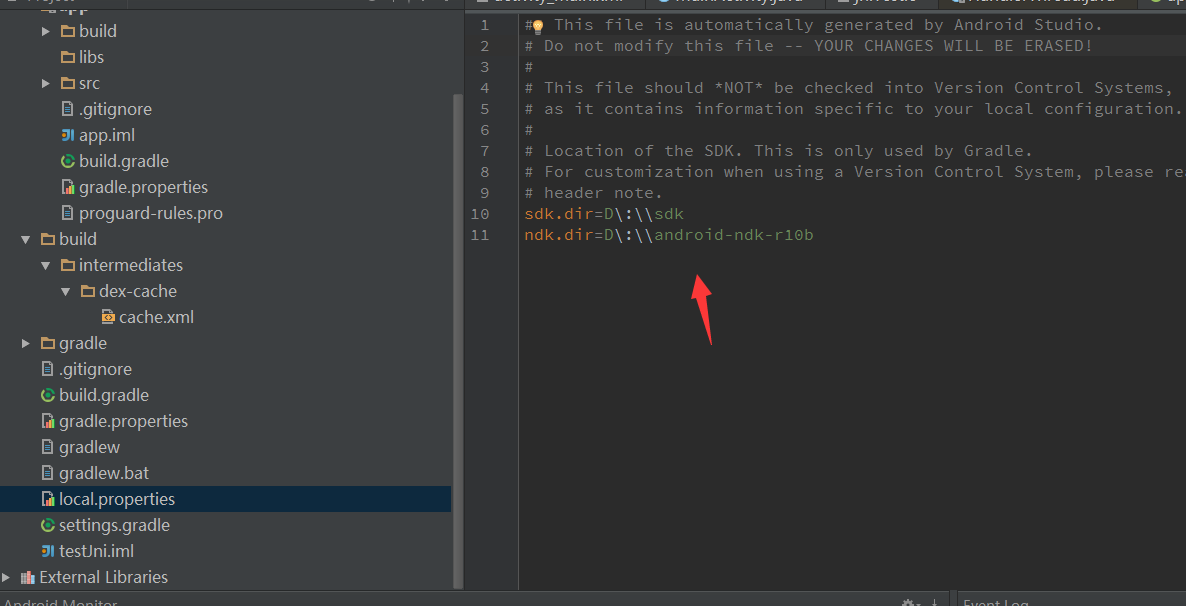 build
libs
src
.gitignore
app.iml
build.gradle
gradle.properties
proguard-rules.pro
build
intermediates
dex-cache
cache.xml
gradle
.gitignore
build.gradle
gradle.properties
gradlew
gradlew.bat
local.properties
settings.gradle
testJni.iml
External Libraries
Android Monitor
1 # This file is automatically generated by Android Studio.
2 # Do not modify this file -- YOUR CHANGES WILL BE ERASED!
3 #
4 # This file should *NOT* be checked into Version Control Systems,
5 # as it contains information specific to your local configuration.
6 #
7 # Location of the SDK. This is only used by Gradle.
8 # For customization when using a Version Control System, please rea
9 # header note.
10 sdk.dir=D\:\\sdk
11 ndk.dir=D\:\\android-ndk-r10b
Event Log